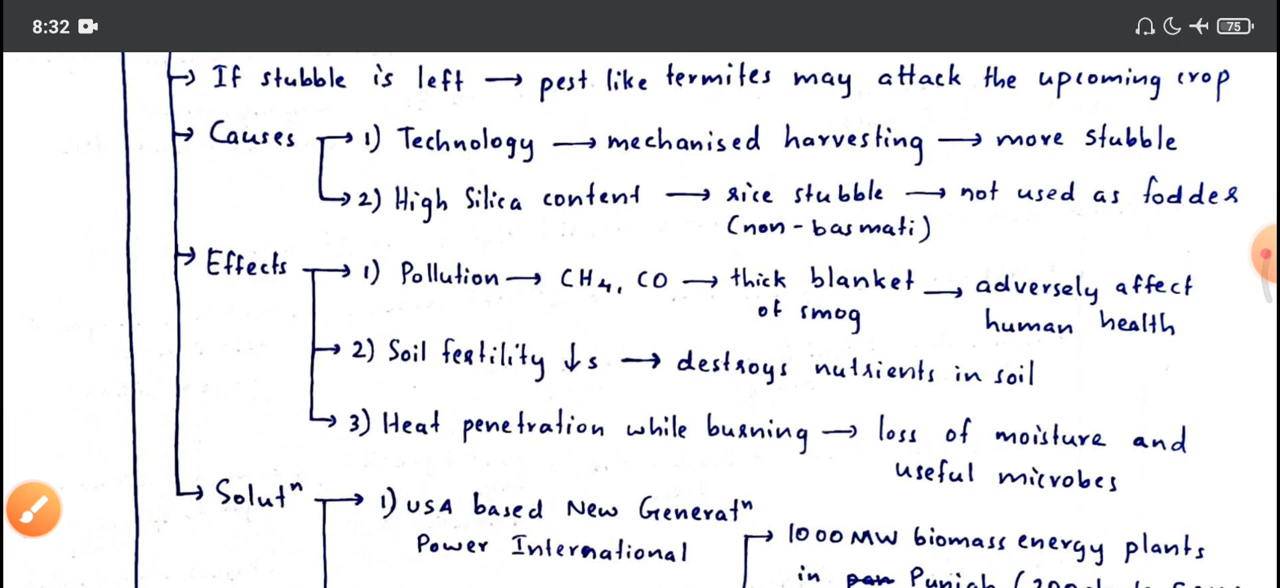 8:32
75
→ If stubble is left → pest like termites may attack the upcoming crop
→ Causes → 1) Technology → mechanised harvesting → more stubble
→ 2) High Silica content → rice stubble → not used as fodder
(non-basmati)
→ Effects → 1) Pollution → CH4, CO → thick blanket → adversely affect
of smog human health
→ 2) Soil fertility ↓s → destroys nutrients in soil
→ 3) Heat penetration while burning → loss of moisture and
useful microbes
→ Solutⁿ → 1) USA based New Generatⁿ
Power International → 1000 MW biomass energy plants
in Punjab